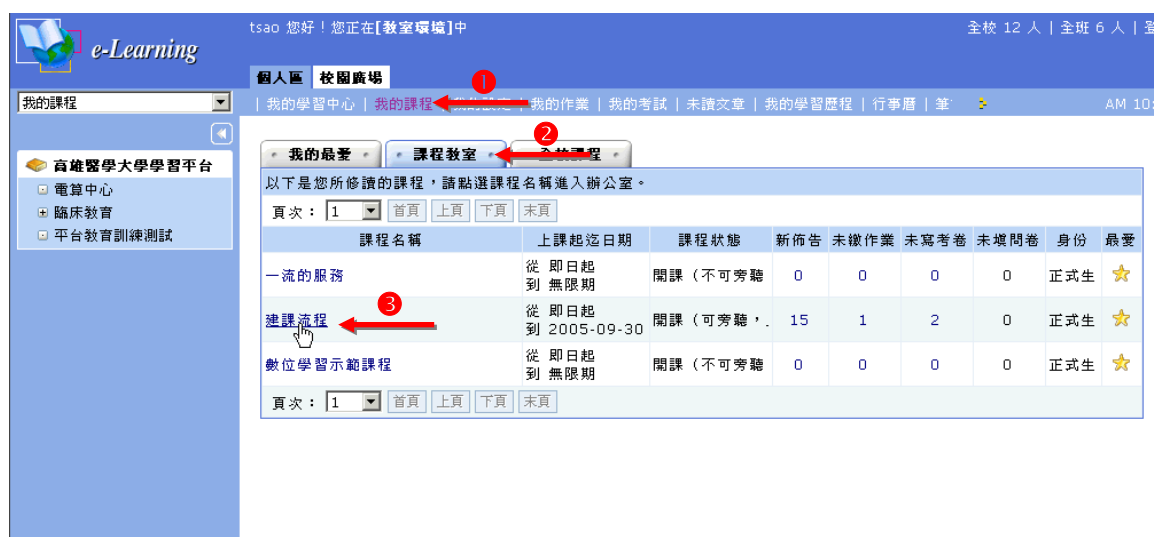 e-Learning
tsao 您好！您正在[教室環境]中
全校 12 人 | 全班 6 人 |
個人區 校園廣場
1
我的課程
| 我的學習中心 | 我的課程 | 我的作業 | 我的考試 | 未讀文章 | 我的學習歷程 | 行事曆 | 筆
AM 10:
2
我的最愛 課程教室 全校課程
高雄醫學大學學習平台
電算中心
臨床教育
平台教育訓練測試
以下是您所修讀的課程，請點選課程名稱進入辦公室。
頁次： 1 首頁 上頁 下頁 末頁
課程名稱 上課起迄日期 課程狀態 新佈告 未繳作業 未寫考卷 未填問卷 身份 最愛
一流的服務 從 即日起 到 無限期 開課（不可旁聽 0 0 0 0 正式生
3
建課流程 從 即日起 到 2005-09-30 開課（可旁聽，. 15 1 2 0 正式生
數位學習示範課程 從 即日起 到 無限期 開課（不可旁聽 0 0 0 0 正式生
頁次： 1 首頁 上頁 下頁 末頁